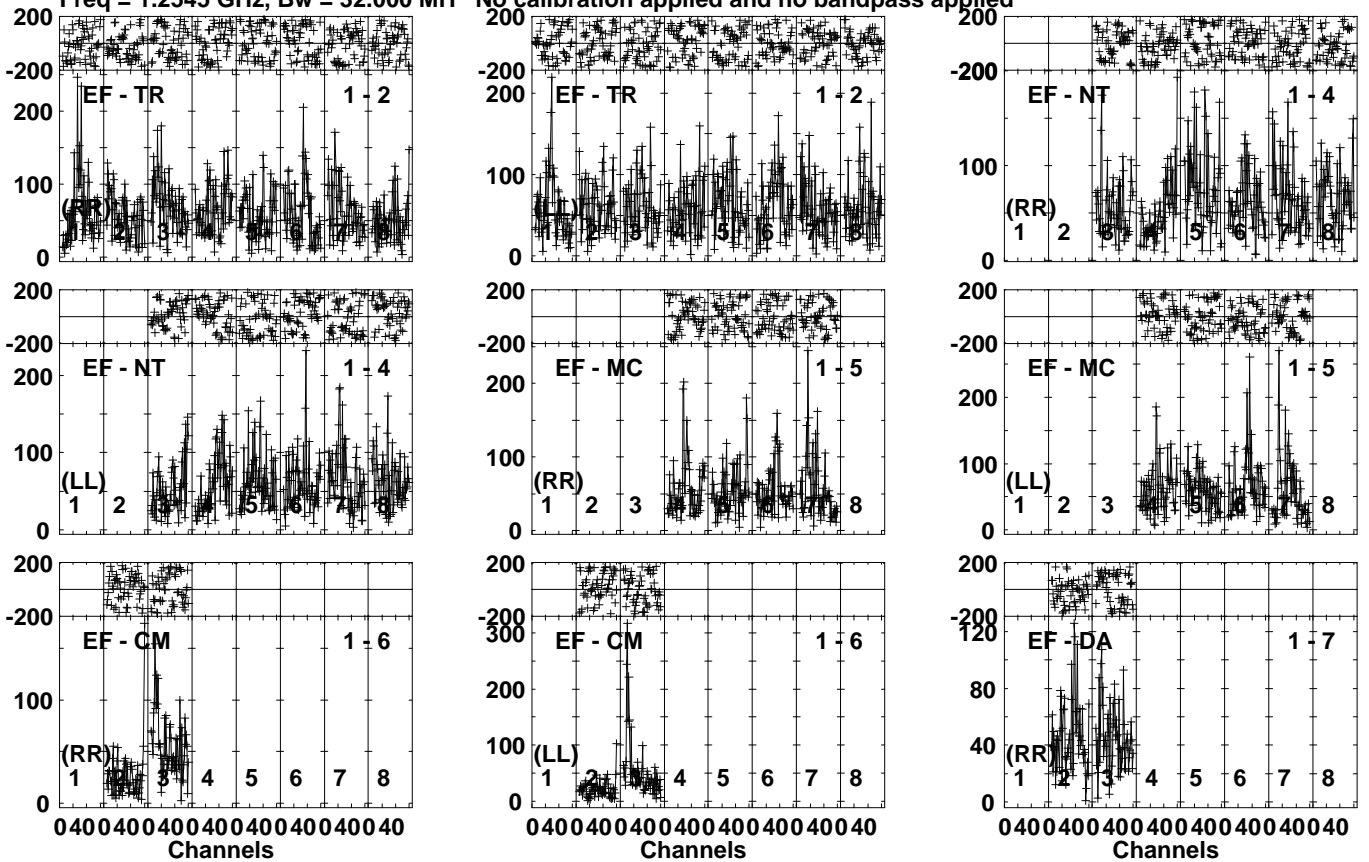 Freq = 1.2545 GHz, Bw = 32.000 MH No calibration applied and no bandpass applied
200 200 200
-200 -200 -200
EF - TR 1 - 2 EF - TR 1 - 2 EF - NT 1 - 4
200 200 200
100 100 100
(RR) (LL) (RR)
1 2 3 4 5 6 7 8 1 2 3 4 5 6 7 8 1 2 3 4 5 6 7 8
0 0 0
200 200 200
-200 -200 -200
EF - NT 1 - 4 EF - MC 1 - 5 EF - MC 1 - 5
200 200 200
100 100 100
(LL) (RR) (LL)
1 2 3 4 5 6 7 8 1 2 3 4 5 6 7 8 1 2 3 4 5 6 7 8
0 0 0
200 200 200
-200 -200 -200
EF - CM 1 - 6 EF - CM 1 - 6 EF - DA 1 - 7
100 300 120
200 80
100 40
(RR) (LL) (RR)
1 2 3 4 5 6 7 8 1 2 3 4 5 6 7 8 1 2 3 4 5 6 7 8
0 0 0
0 40 0 40 0 40 0 40 0 40 0 40 0 40 0 40 0 40 0 40 0 40 0 40 0 40 0 40 0 40 0 40 0 40 0 40 0 40 0 40 0 40 0 40 0 40 0 40
Channels Channels Channels